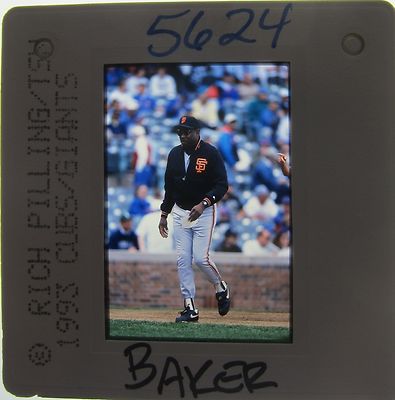 5624
© RICH PILLING/TSN
1993 CUBS/GIANTS
SF
BAKER